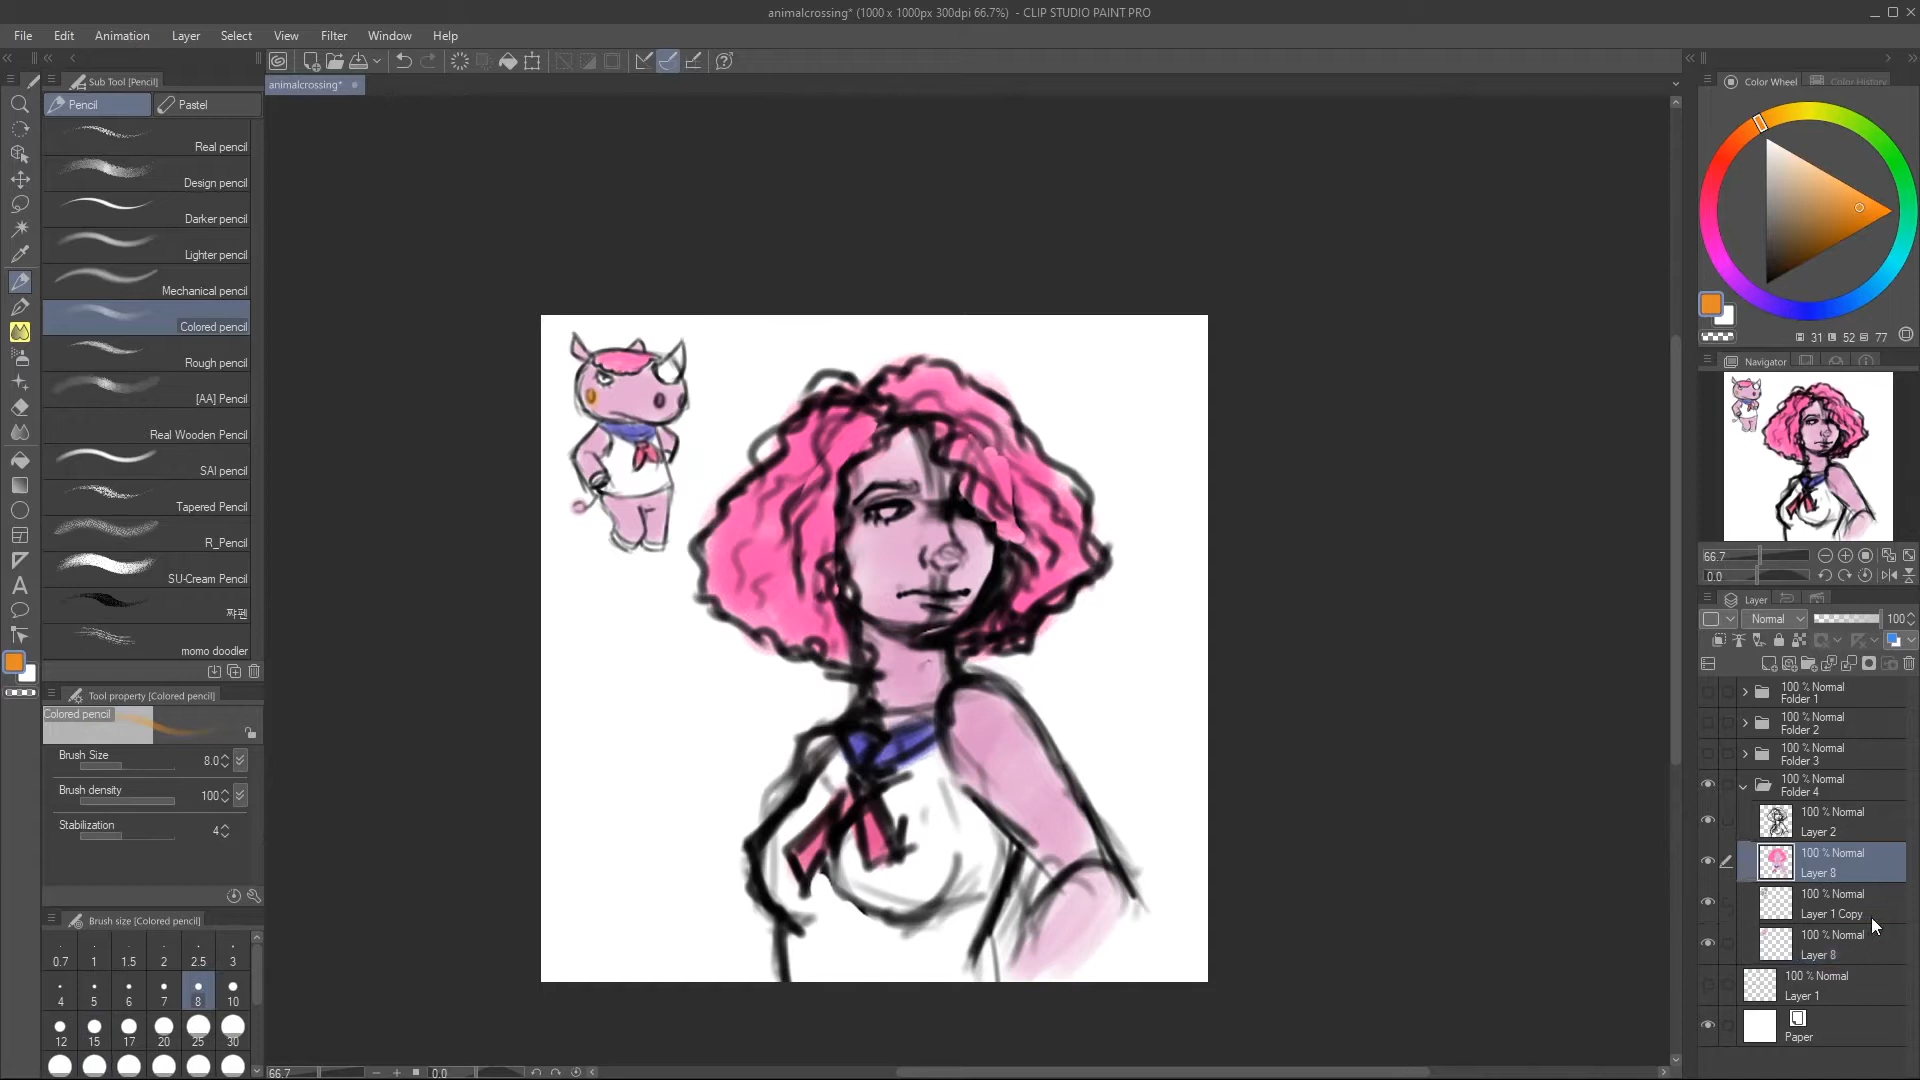 animalcrossing* (1000 x 1000px 300dpi 66.7%) - CLIP STUDIO PAINT PRO
File Edit Animation Layer Select View Filter Window Help
Sub Tool [Pencil]
animalcrossing*
Pencil Pastel
Real pencil
Design pencil
Darker pencil
Lighter pencil
Mechanical pencil
Colored pencil
Rough pencil
[AA] Pencil
Real Wooden Pencil
SAI pencil
Tapered Pencil
R_Pencil
SU-Cream Pencil
momo doodler
Tool property [Colored pencil]
Colored pencil
Brush Size 8.0
Brush density 100
Stabilization 4
Brush size [Colored pencil]
0.7 1 1.5 2 2.5 3
4 5 6 7 8 10
12 15 17 20 25 30
66.7 0.0
Color Wheel Color History
31 52 77
Navigator
66.7
0.0
Layer
Normal 100
100 % Normal
Folder 1
100 % Normal
Folder 2
100 % Normal
Folder 3
100 % Normal
Folder 4
100 % Normal
Layer 2
100 % Normal
Layer 8
100 % Normal
Layer 1 Copy
100 % Normal
Layer 8
100 % Normal
Layer 1
Paper